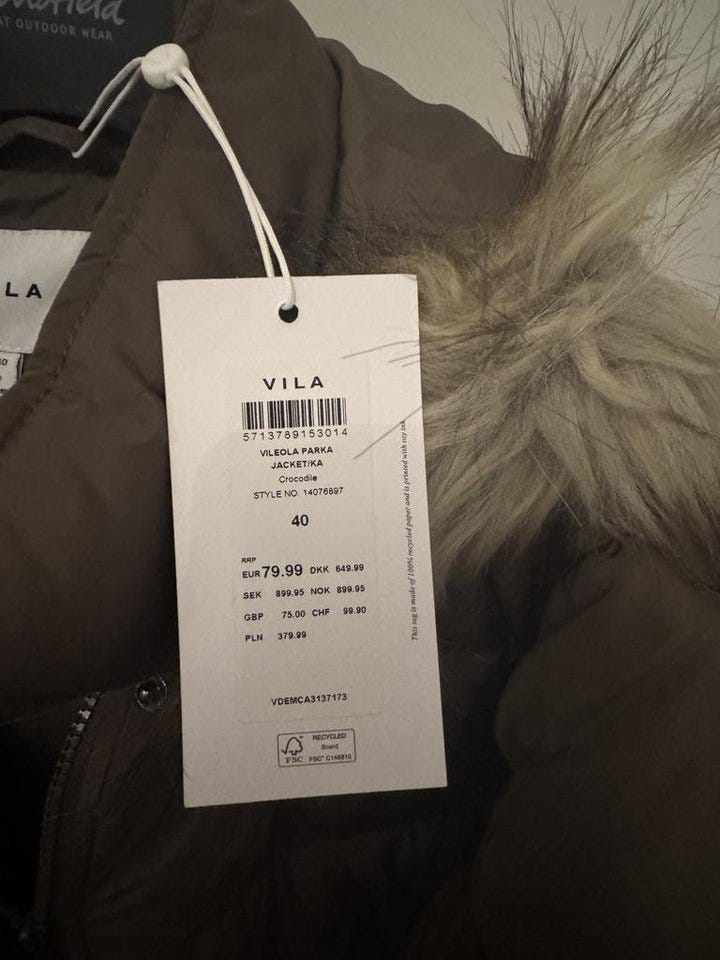 AT OUTDOOR WEAR
LA
VILA
5713789153014
VILEOLA PARKA
JACKET/KA
Crocodile
STYLE NO. 14076897
40
RRP
EUR 79.99 DKK 649.99
SEK 899.95 NOK 899.95
GBP 75.00 CHF 99.90
PLN 379.99
VDEMCA3137173
FSC
RECYCLED
Board
FSC® C148010
This tag is made of 100% recycled paper and is printed with soy ink.